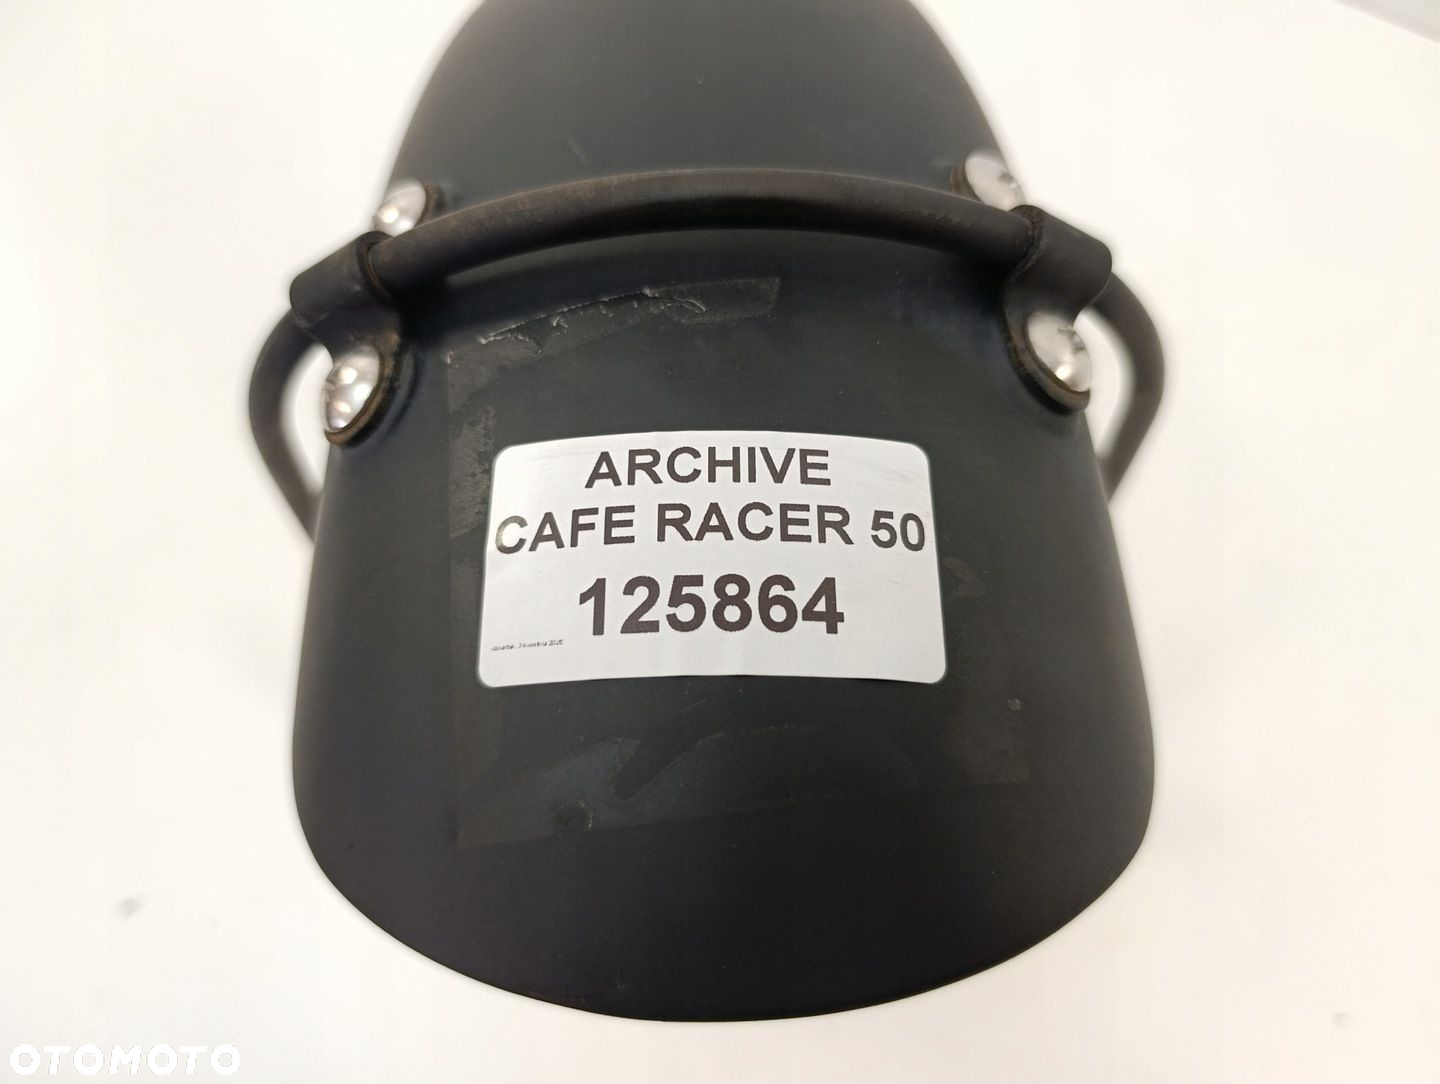 ARCHIVE
CAFE RACER 50
125864
OTOMOTO